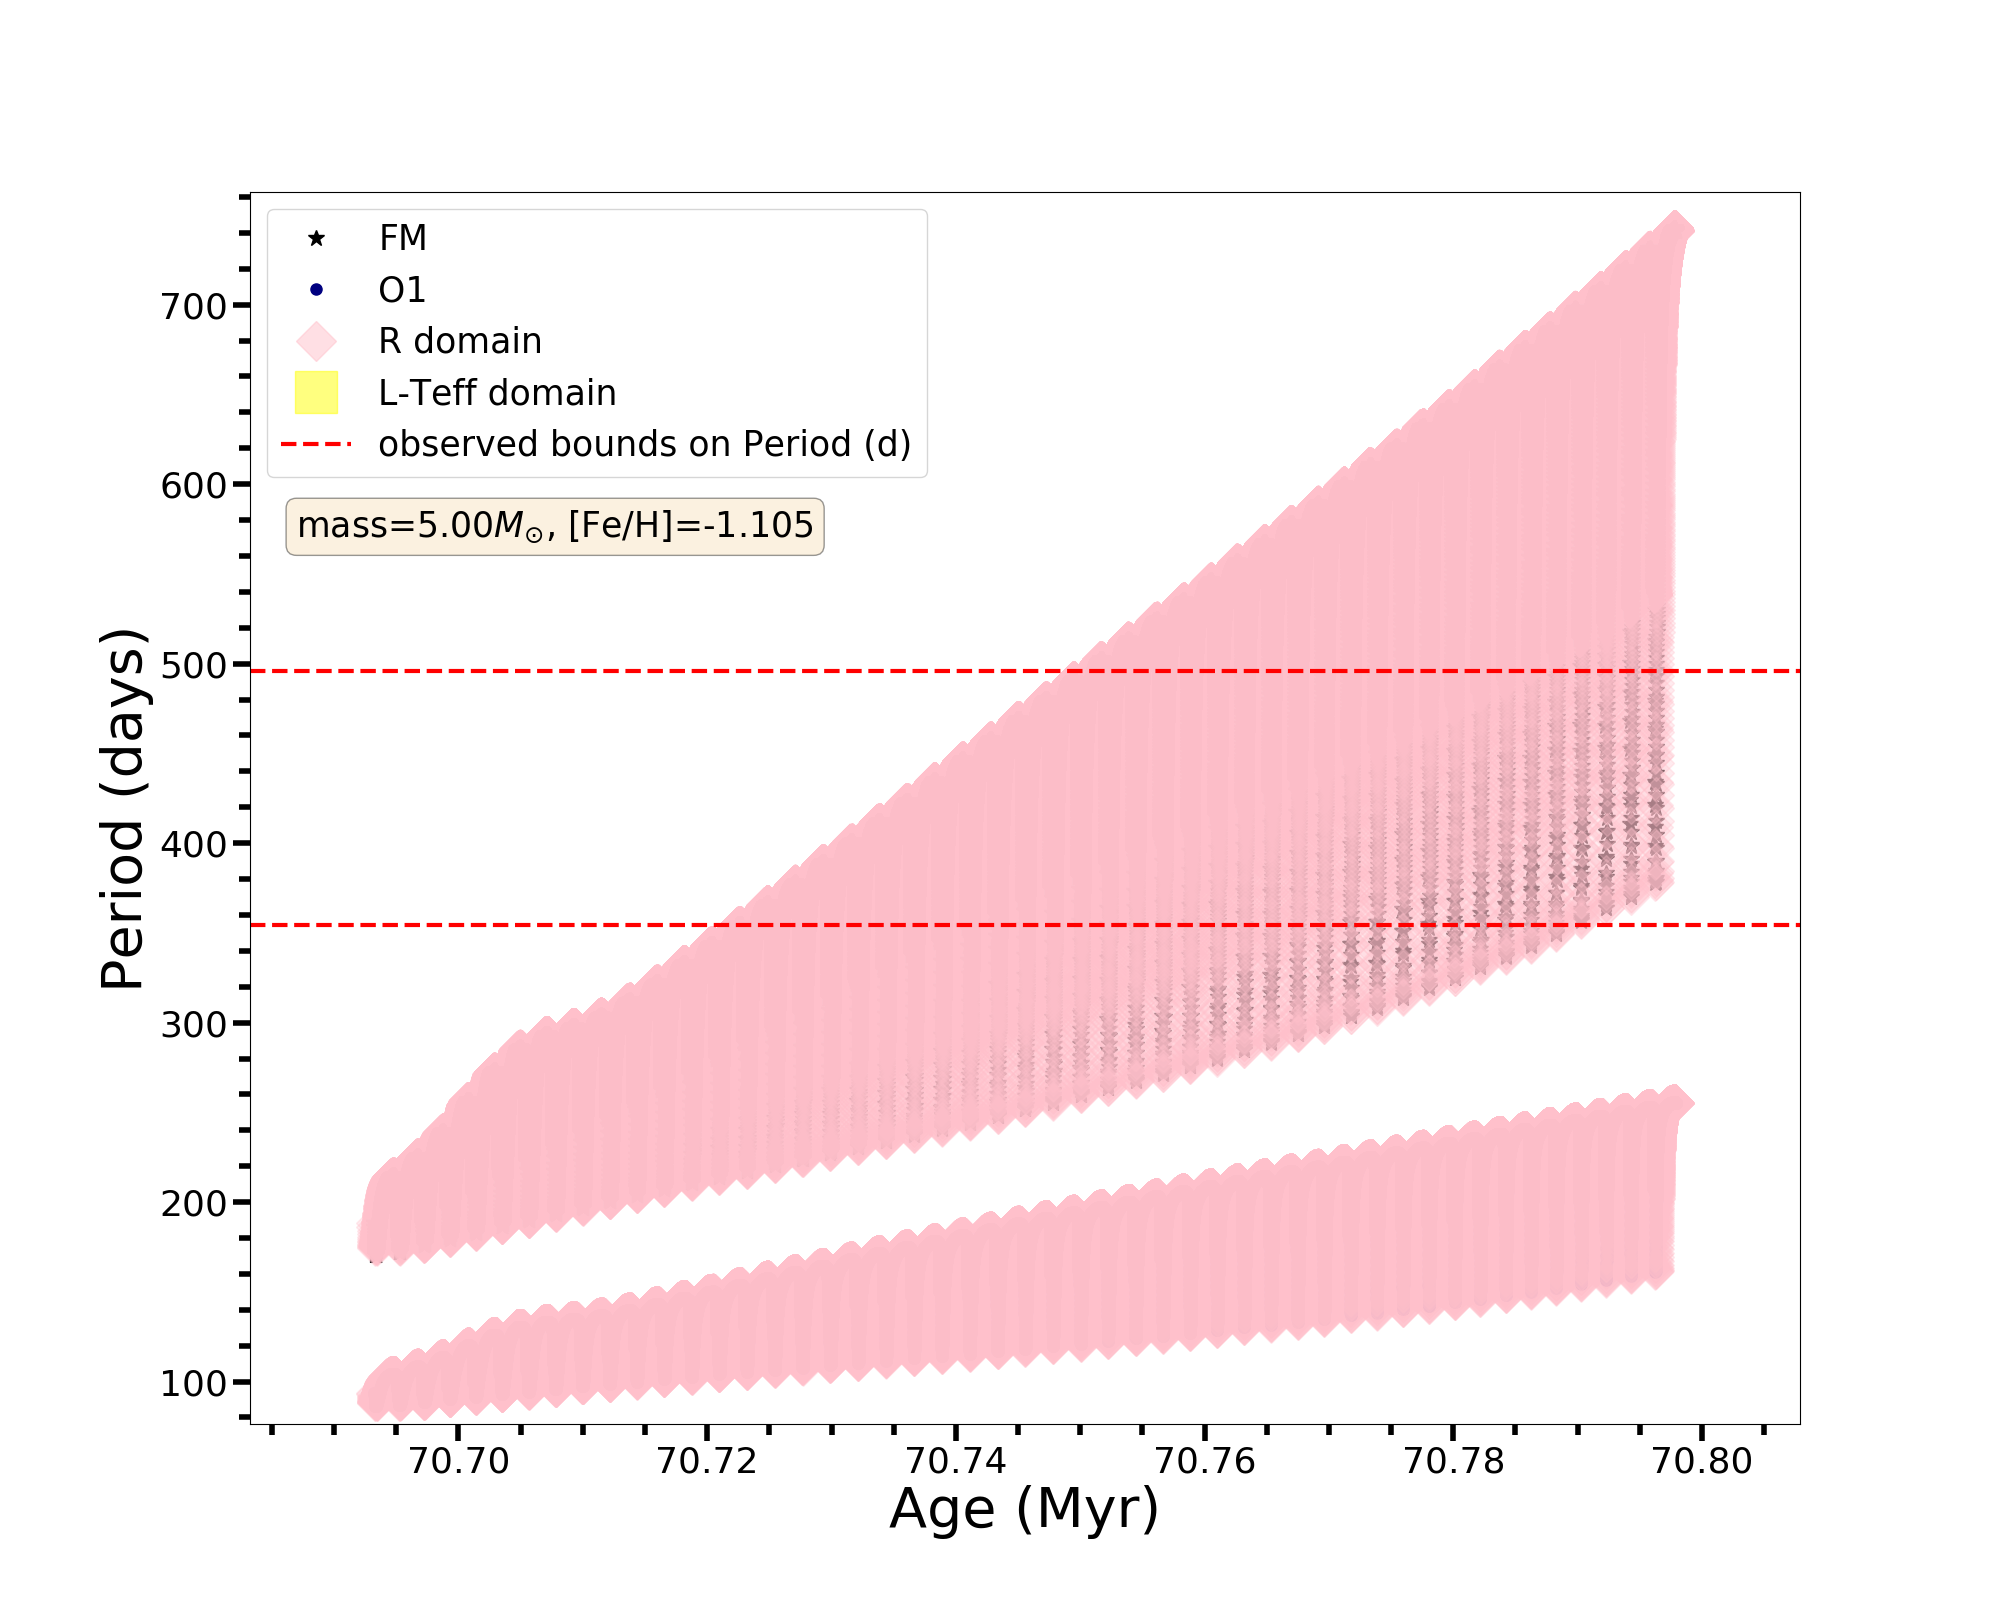 FM
O1
R domain
L-Teff domain
observed bounds on Period (d)
mass=5.00M⊙, [Fe/H]=-1.105
700
600
500
400
300
200
100
Period (days)
70.70 70.72 70.74 70.76 70.78 70.80
Age (Myr)